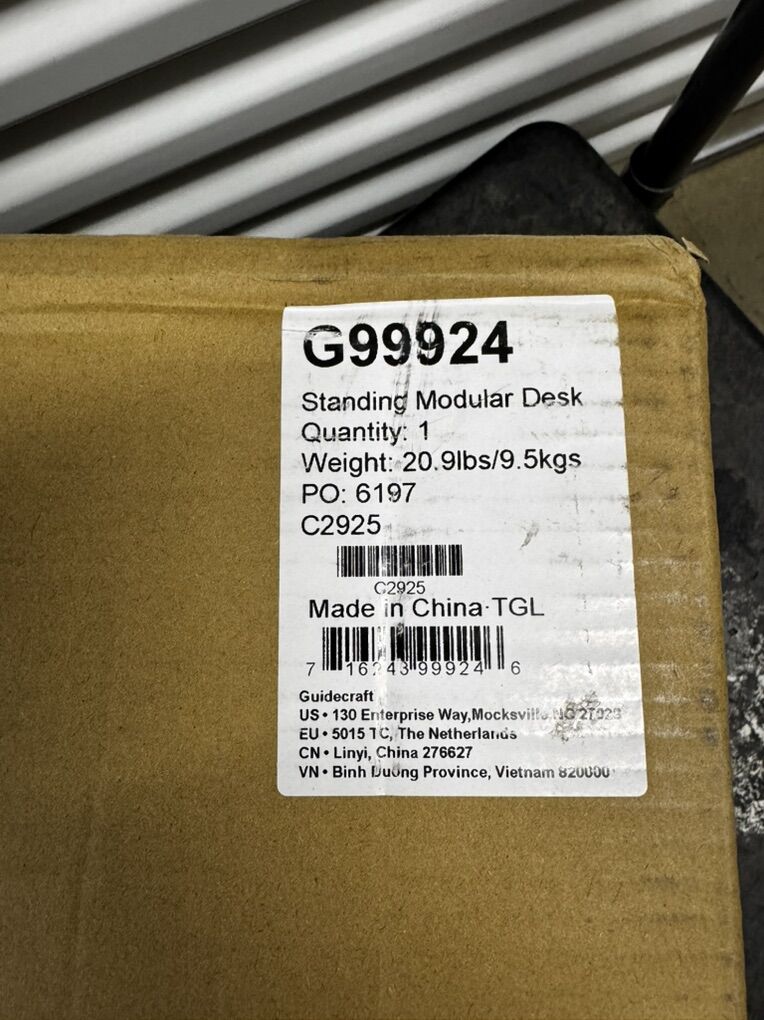 G99924
Standing Modular Desk
Quantity: 1
Weight: 20.9lbs/9.5kgs
PO: 6197
C2925
C2925
Made in China·TGL
7 16243 99924 6
Guidecraft
US • 130 Enterprise Way,Mocksville,NC
EU • 5015 TC, The Netherlands
CN • Linyi, China 276627
VN • Binh Duong Province, Vietnam 820000